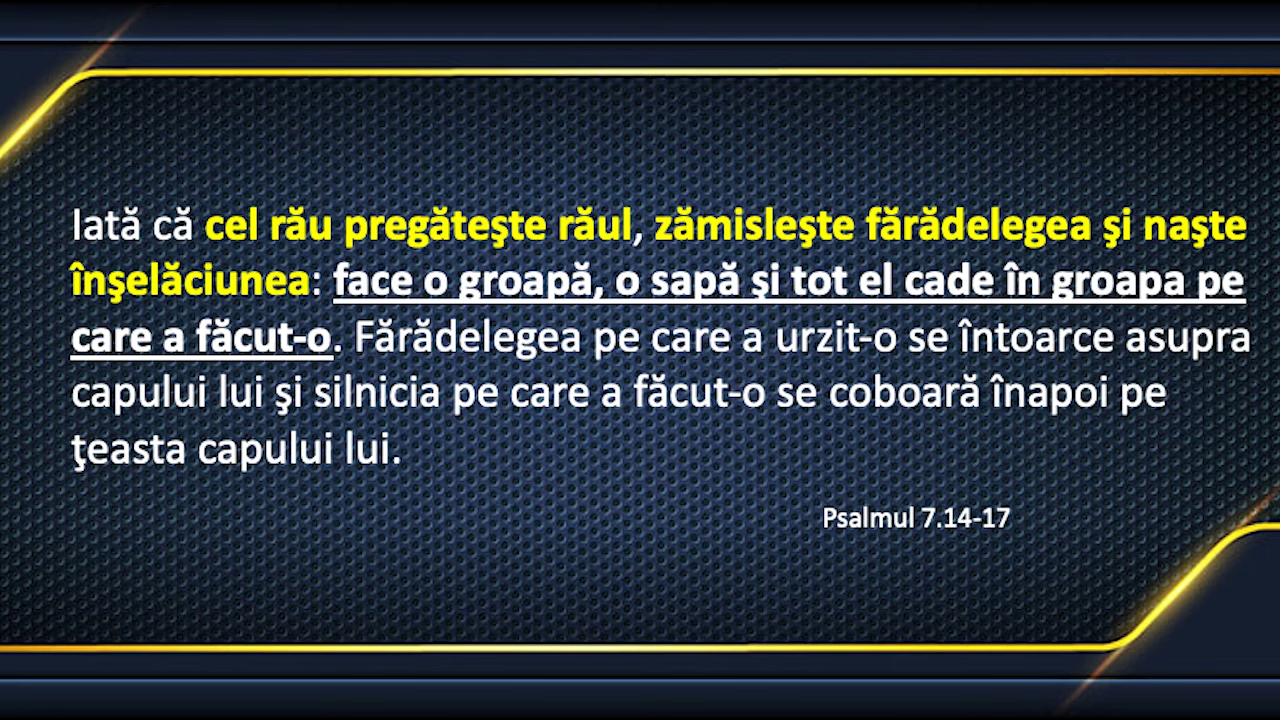 Iată că cel rău pregăteşte răul, zămisleşte fărădelegea şi naşte
înşelăciunea: face o groapă, o sapă şi tot el cade în groapa pe
care a făcut-o. Fărădelegea pe care a urzit-o se întoarce asupra
capului lui şi silnicia pe care a făcut-o se coboară înapoi pe
ţeasta capului lui.
Psalmul 7.14-17